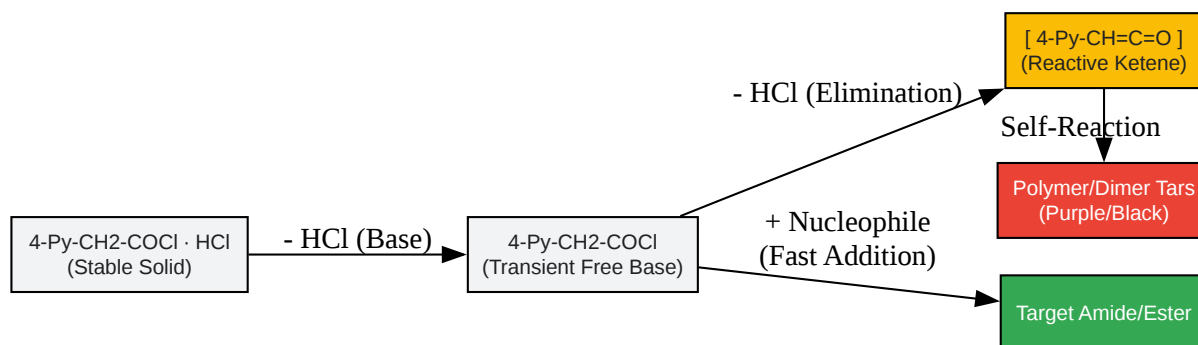 [ 4-Py-CH=C=O ]
(Reactive Ketene)
- HCl (Elimination)
Self-Reaction
Polymer/Dimer Tars
(Purple/Black)
4-Py-CH2-COCl · HCl
(Stable Solid)
- HCl (Base)
4-Py-CH2-COCl
(Transient Free Base)
+ Nucleophile
(Fast Addition)
Target Amide/Ester